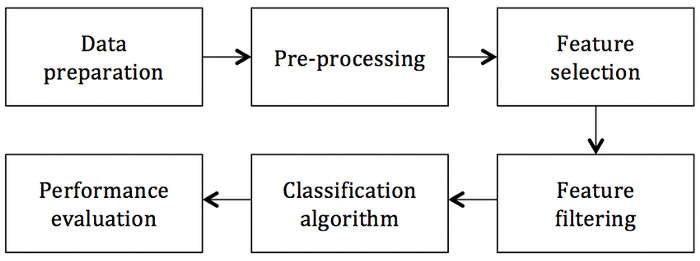 Data
preparation
Pre-processing
Feature
selection
Feature
filtering
Classification
algorithm
Performance
evaluation